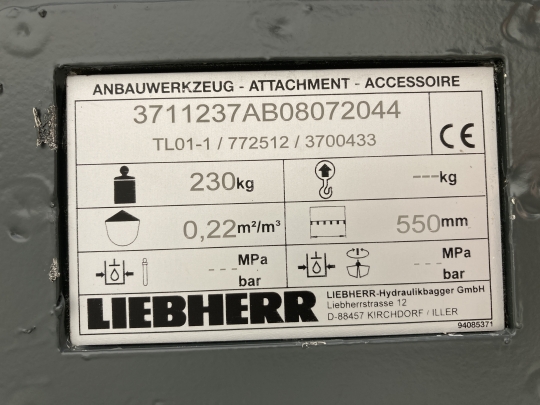 ANBAUWERKZEUG - ATTACHMENT - ACCESSOIRE
3711237AB08072044
TL01-1 / 772512 / 3700433
CE
230kg
---kg
0,22m²/m³
550mm
---MPa
bar
---MPa
bar
LIEBHERR
LIEBHERR-Hydraulikbagger GmbH
Liebherrstrasse 12
D-88457 KIRCHDORF / ILLER
94085371